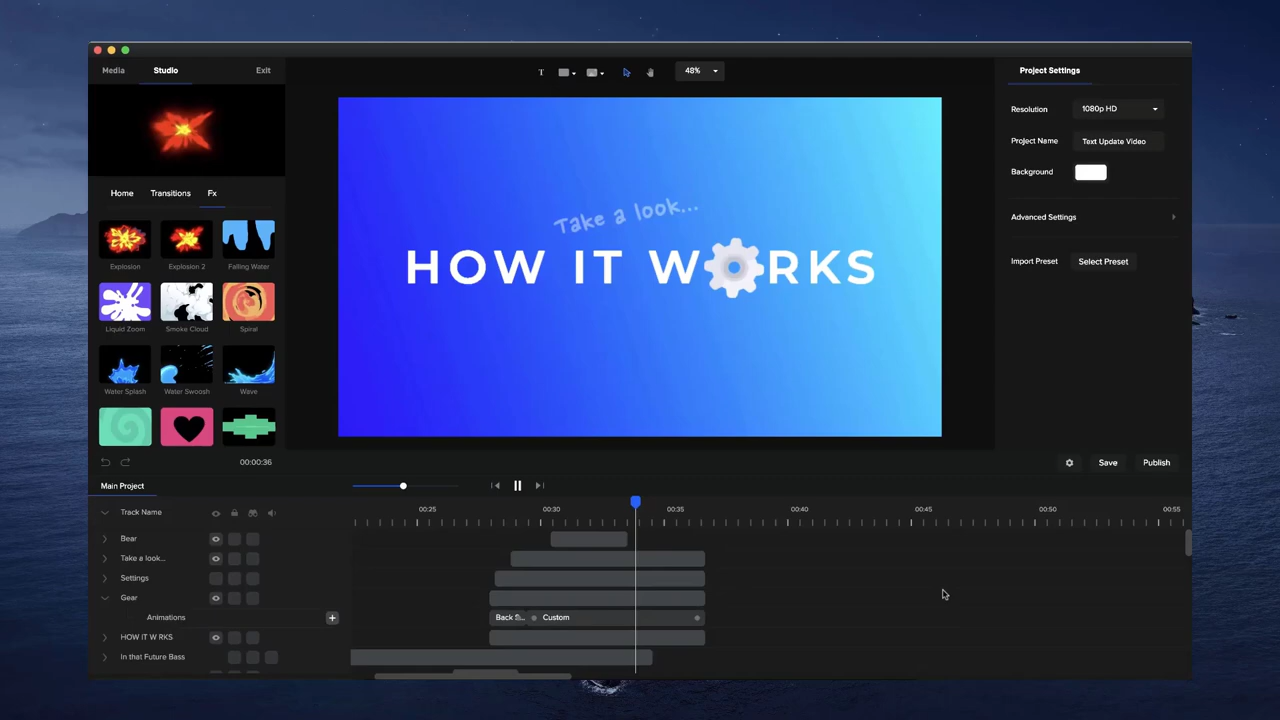 Media Studio Exit
48%
Project Settings
Resolution 1080p HD
Project Name Text Update Video
Background
Advanced Settings
Import Preset Select Preset
Home Transitions Fx
Explosion Explosion 2 Falling Water
Liquid Zoom Smoke Cloud Spiral
Water Splash Water Swoosh Wave
Take a look...
HOW IT W RKS
00:00:36
Save Publish
Main Project
Track Name
00:25 00:30 00:35 00:40 00:45 00:50 00:55
Bear
Take a look...
Settings
Gear
Animations + Custom
HOW IT W RKS
In that Future Bass